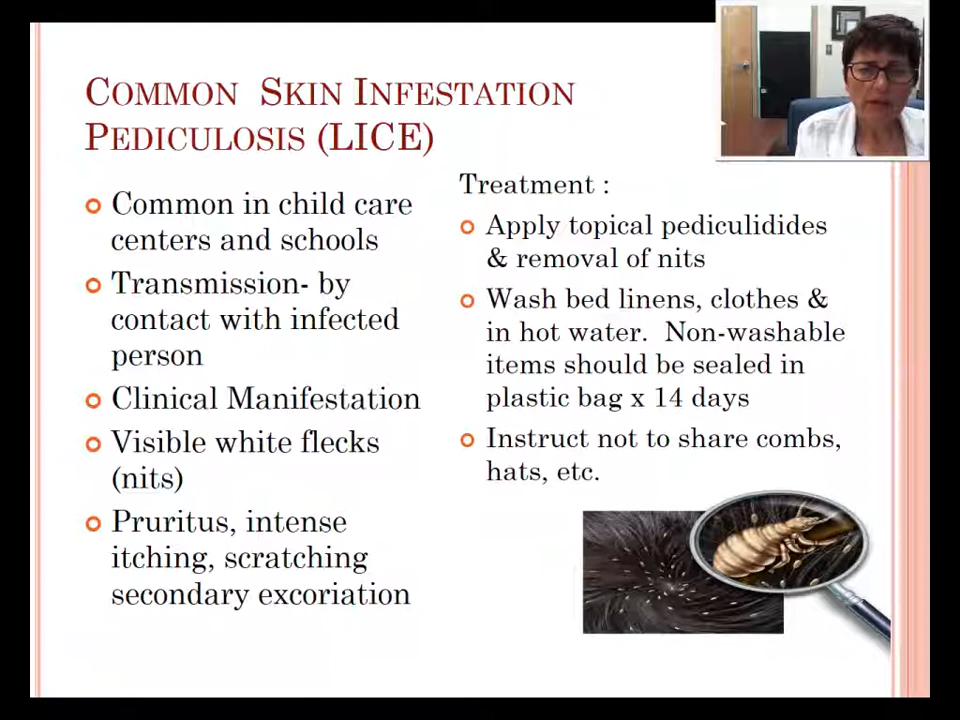 COMMON SKIN INFESTATION
PEDICULOSIS (LICE)
Common in child care
centers and schools
Transmission- by
contact with infected
person
Clinical Manifestation
Visible white flecks
(nits)
Pruritus, intense
itching, scratching
secondary excoriation
Treatment :
Apply topical pediculidides
& removal of nits
Wash bed linens, clothes &
in hot water. Non-washable
items should be sealed in
plastic bag x 14 days
Instruct not to share combs,
hats, etc.